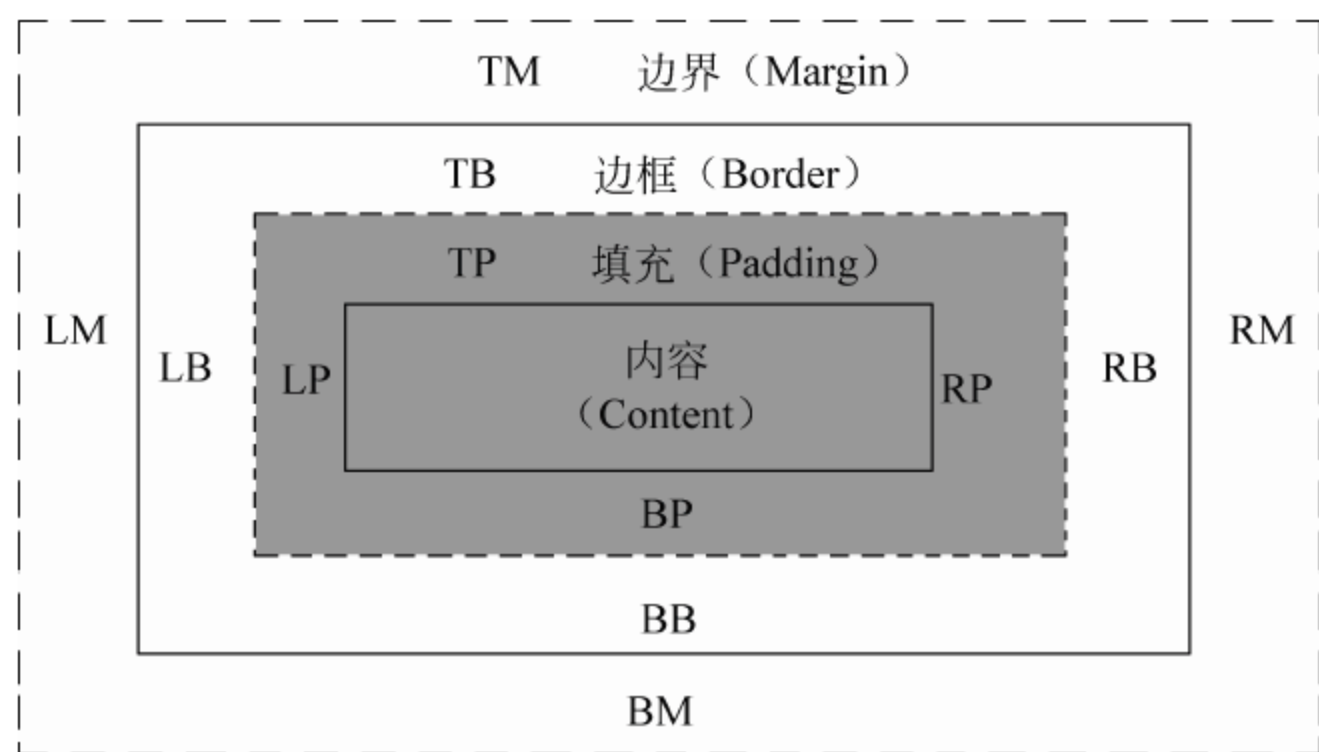 TM 边界（Margin）
TB 边框（Border）
TP 填充（Padding）
LM
LB
LP
内容
（Content）
RP
RB
RM
BP
BB
BM